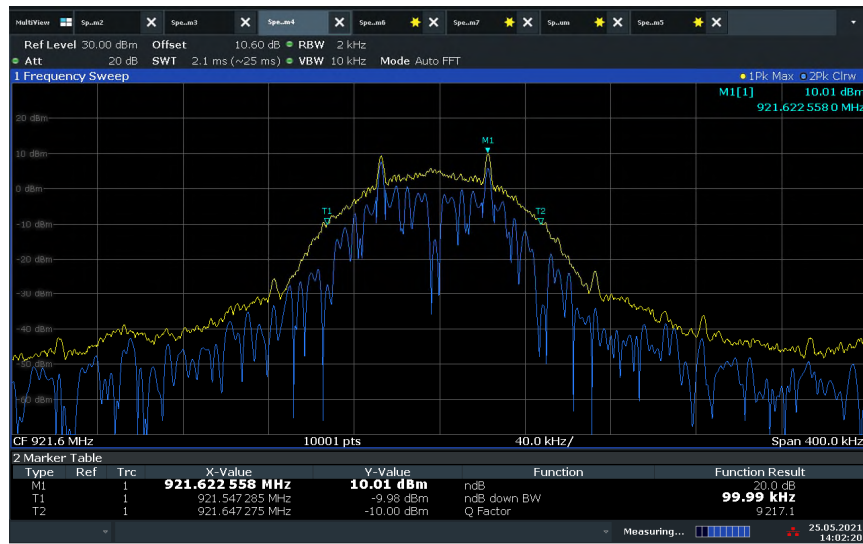 MultiView Sp..m2 Spe...m3 Spe...m4 Spe...m6 Spe...m7 Sp...um Spe...m5
Ref Level 30.00 dBm Offset 10.60 dB RBW 2 kHz
Att 20 dB SWT 2.1 ms (~25 ms) VBW 10 kHz Mode Auto FFT
1 Frequency Sweep 1Pk Max 2Pk Clrw
M1[1] 10.01 dBm
921.622 558 0 MHz
20 dBm
M1
10 dBm
0 dBm
T1 T2
-10 dBm
-20 dBm
-30 dBm
-40 dBm
-50 dBm
-60 dBm
CF 921.6 MHz 10001 pts 40.0 kHz/ Span 400.0 kHz
2 Marker Table
Type Ref Trc X-Value Y-Value Function Function Result
M1 1 921.622 558 MHz 10.01 dBm ndB 20.0 dB
T1 1 921.547 285 MHz -9.98 dBm ndB down BW 99.99 kHz
T2 1 921.647 275 MHz -10.00 dBm Q Factor 9 217.1
Measuring... 25.05.2021
14:02:20